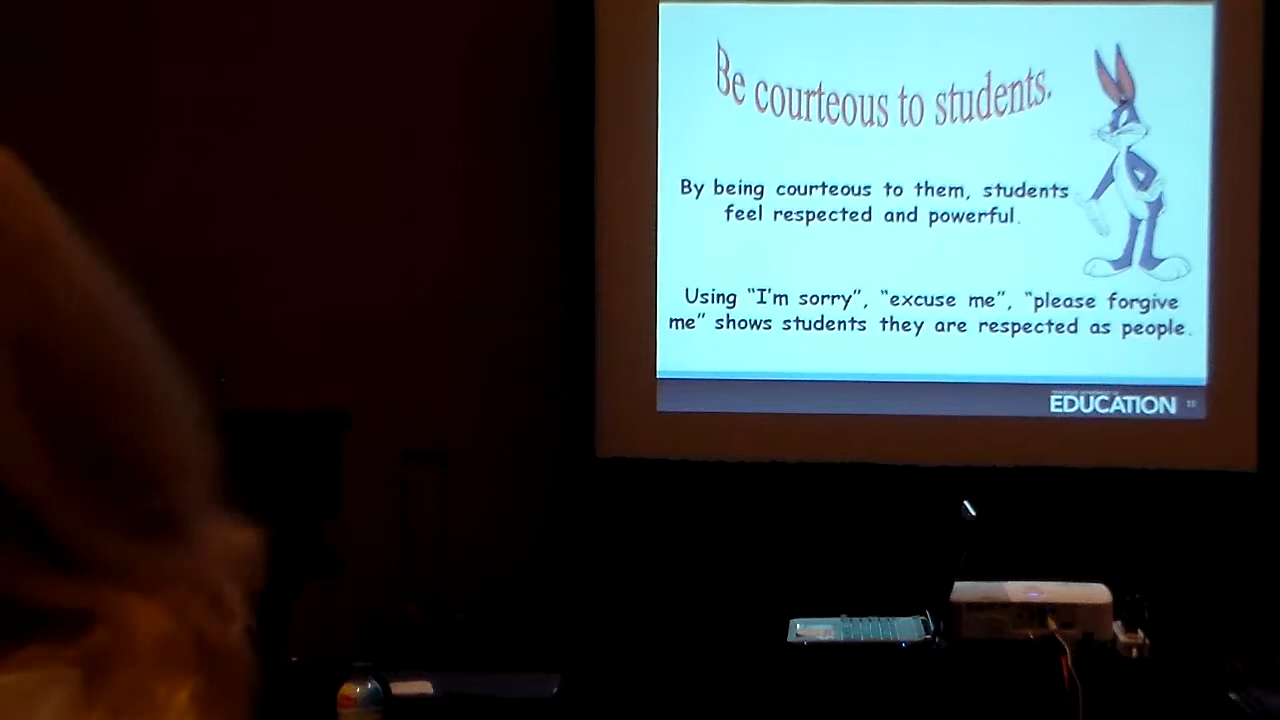 Be courteous to students.
By being courteous to them, students
feel respected and powerful.
Using “I’m sorry”, “excuse me”, “please forgive
me” shows students they are respected as people.
EDUCATION